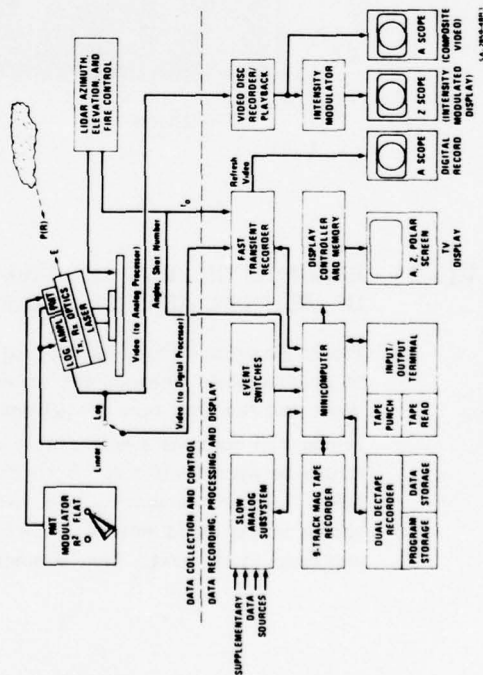 PMT
MODULATOR
R² FLAT
Linear
Log
LOG AMPL
PMT
Rx OPTICS
Tx. LASER
P(R)
E
LIDAR AZIMUTH,
ELEVATION, AND
FIRE CONTROL
Video (to Analog Processor)
Angles, Shot Number
Video (to Digital Processor)
t₀
DATA COLLECTION AND CONTROL
DATA RECORDING, PROCESSING, AND DISPLAY
SUPPLEMENTARY
DATA
SOURCES
SLOW
ANALOG
SUBSYSTEM
EVENT
SWITCHES
FAST
TRANSIENT
RECORDER
Refresh
Video
VIDEO DISC
RECORDER/
PLAYBACK
9-TRACK MAG TAPE
RECORDER
MINICOMPUTER
DISPLAY
CONTROLLER
AND MEMORY
INTENSITY
MODULATOR
DUAL DECTAPE
RECORDER
PROGRAM
STORAGE
DATA
STORAGE
TAPE
PUNCH
TAPE
READ
INPUT/
OUTPUT
TERMINAL
A, Z, POLAR
SCREEN
TV
DISPLAY
A SCOPE
DIGITAL
RECORD
Z SCOPE
(INTENSITY
MODULATED
DISPLAY)
A SCOPE
(COMPOSITE
VIDEO)